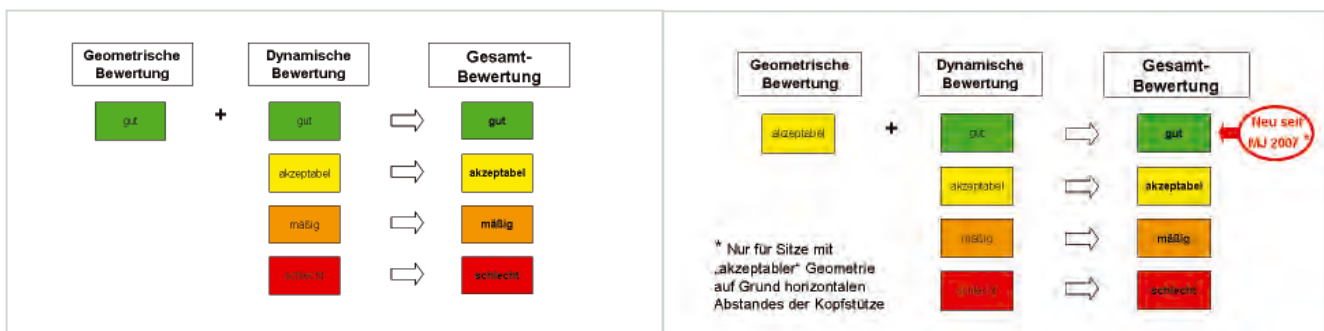 Geometrische
Bewertung
Dynamische
Bewertung
Gesamt-
Bewertung
gut
+
gut
gut
akzeptabel
akzeptabel
mäßig
mäßig
schlecht
schlecht
Geometrische
Bewertung
Dynamische
Bewertung
Gesamt-
Bewertung
akzeptabel
+
gut
gut
Neu seit
MJ 2007 *
akzeptabel
akzeptabel
mäßig
mäßig
schlecht
schlecht
* Nur für Sitze mit
„akzeptabler“ Geometrie
auf Grund horizontalen
Abstandes der Kopfstütze